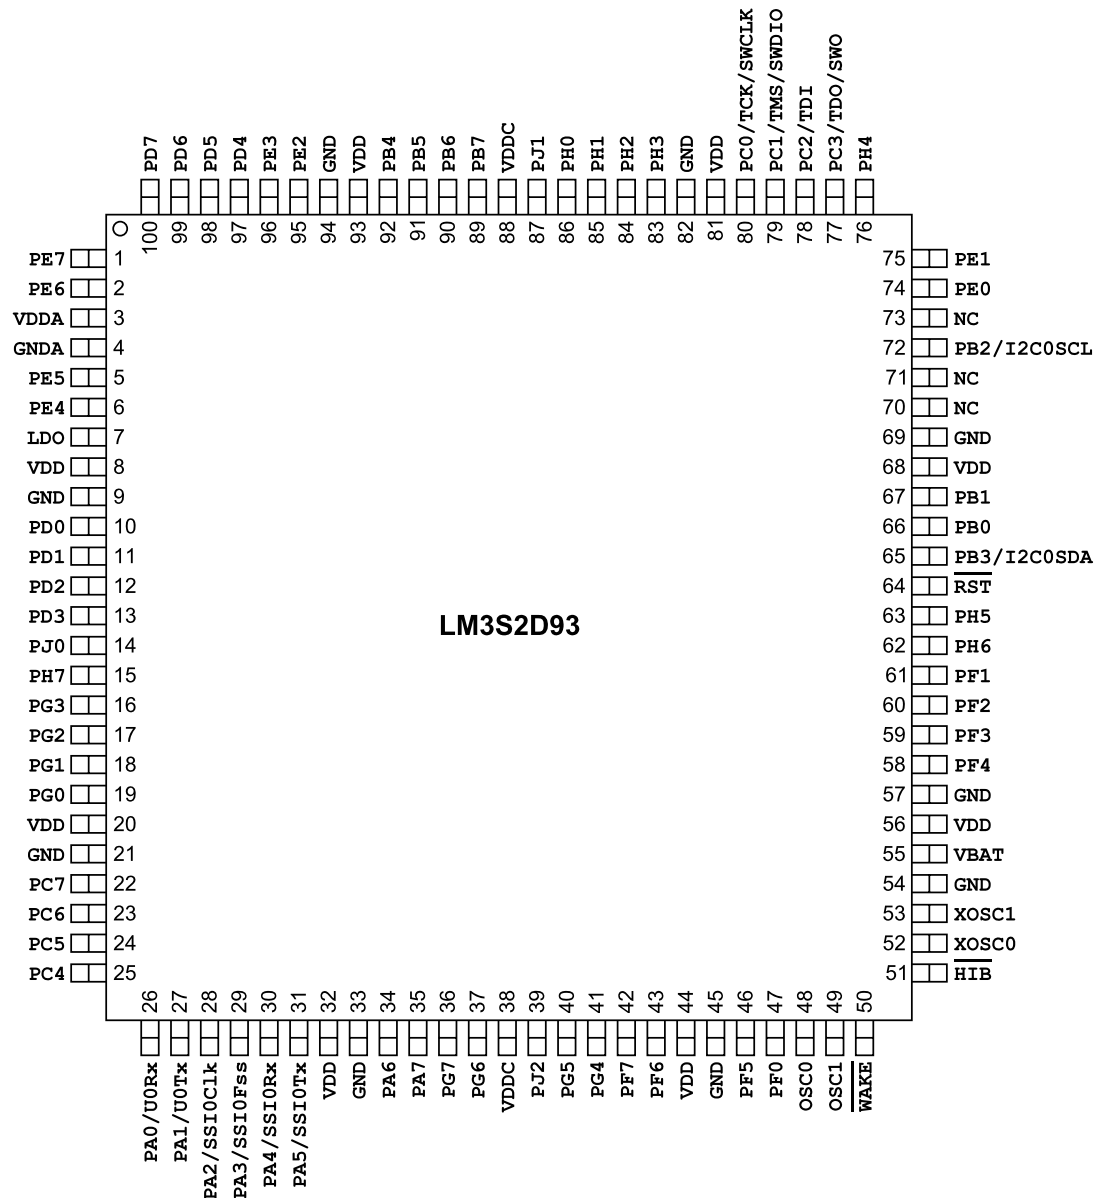 PD7 PD6 PD5 PD4 PE3 PE2 GND VDD PB4 PB5 PB6 PB7 VDDC PJ1 PH0 PH1 PH2 PH3 GND VDD PC0/TCK/SWCLK PC1/TMS/SWDIO PC2/TDI PC3/TDO/SWO PH4
100 99 98 97 96 95 94 93 92 91 90 89 88 87 86 85 84 83 82 81 80 79 78 77 76
PE7 1 75 PE1
PE6 2 74 PE0
VDDA 3 73 NC
GNDA 4 72 PB2/I2C0SCL
PE5 5 71 NC
PE4 6 70 NC
LDO 7 69 GND
VDD 8 68 VDD
GND 9 67 PB1
PD0 10 66 PB0
PD1 11 65 PB3/I2C0SDA
PD2 12 64 RST
PD3 13 63 PH5
LM3S2D93
PJ0 14 62 PH6
PH7 15 61 PF1
PG3 16 60 PF2
PG2 17 59 PF3
PG1 18 58 PF4
PG0 19 57 GND
VDD 20 56 VDD
GND 21 55 VBAT
PC7 22 54 GND
PC6 23 53 XOSC1
PC5 24 52 XOSC0
PC4 25 51 HIB
26 27 28 29 30 31 32 33 34 35 36 37 38 39 40 41 42 43 44 45 46 47 48 49 50
PA0/U0Rx PA1/U0Tx PA2/SSI0Clk PA3/SSI0Fss PA4/SSI0Rx PA5/SSI0Tx VDD GND PA6 PA7 PG7 PG6 VDDC PJ2 PG5 PG4 PF7 PF6 VDD GND PF5 PF0 OSC0 OSC1 WAKE